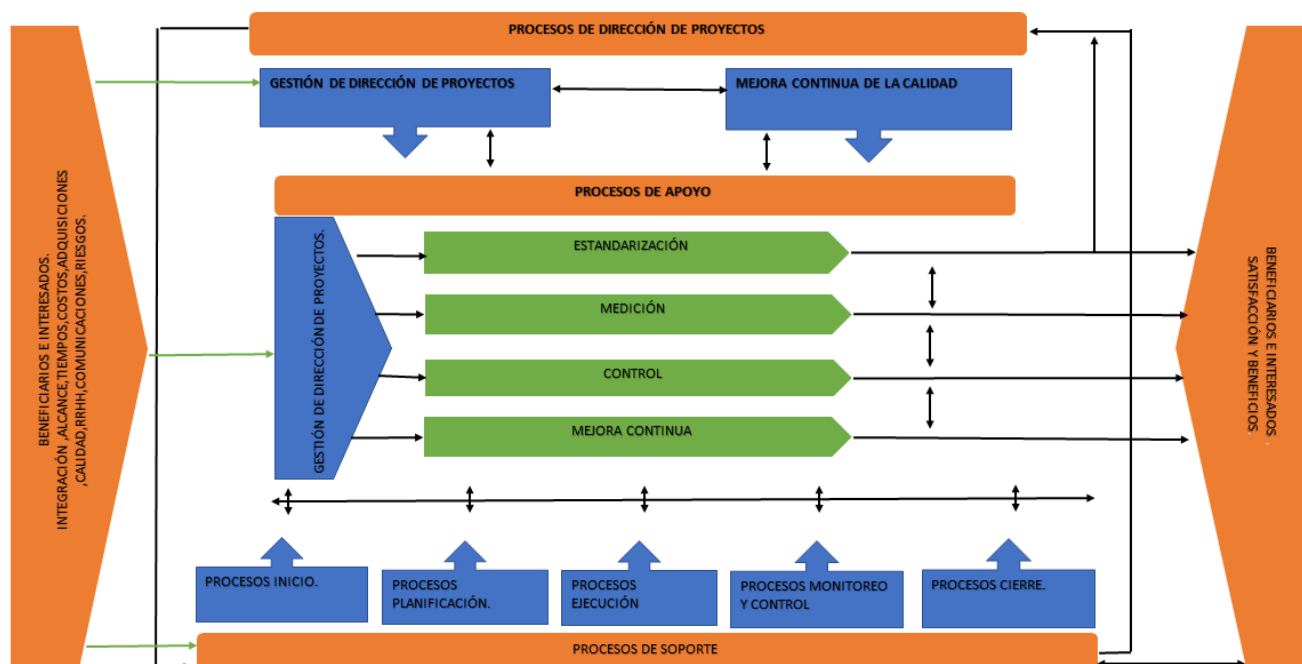 PROCESOS DE DIRECCIÓN DE PROYECTOS
GESTIÓN DE DIRECCIÓN DE PROYECTOS
MEJORA CONTINUA DE LA CALIDAD
PROCESOS DE APOYO
BENEFICIARIOS E INTERESADOS.
INTEGRACIÓN ,ALCANCE,TIEMPOS,COSTOS,ADQUISICIONES
,CALIDAD,RRHH,COMUNICACIONES,RIESGOS.
GESTIÓN DE DIRECCIÓN DE PROYECTOS.
ESTANDARIZACIÓN
MEDICIÓN
CONTROL
MEJORA CONTINUA
BENEFICIARIOS E INTERESADOS .
SATISFACCIÓN Y BENEFICIOS.
PROCESOS INICIO.
PROCESOS
PLANIFICACIÓN.
PROCESOS
EJECUCIÓN
PROCESOS MONITOREO
Y CONTROL
PROCESOS CIERRE.
PROCESOS DE SOPORTE